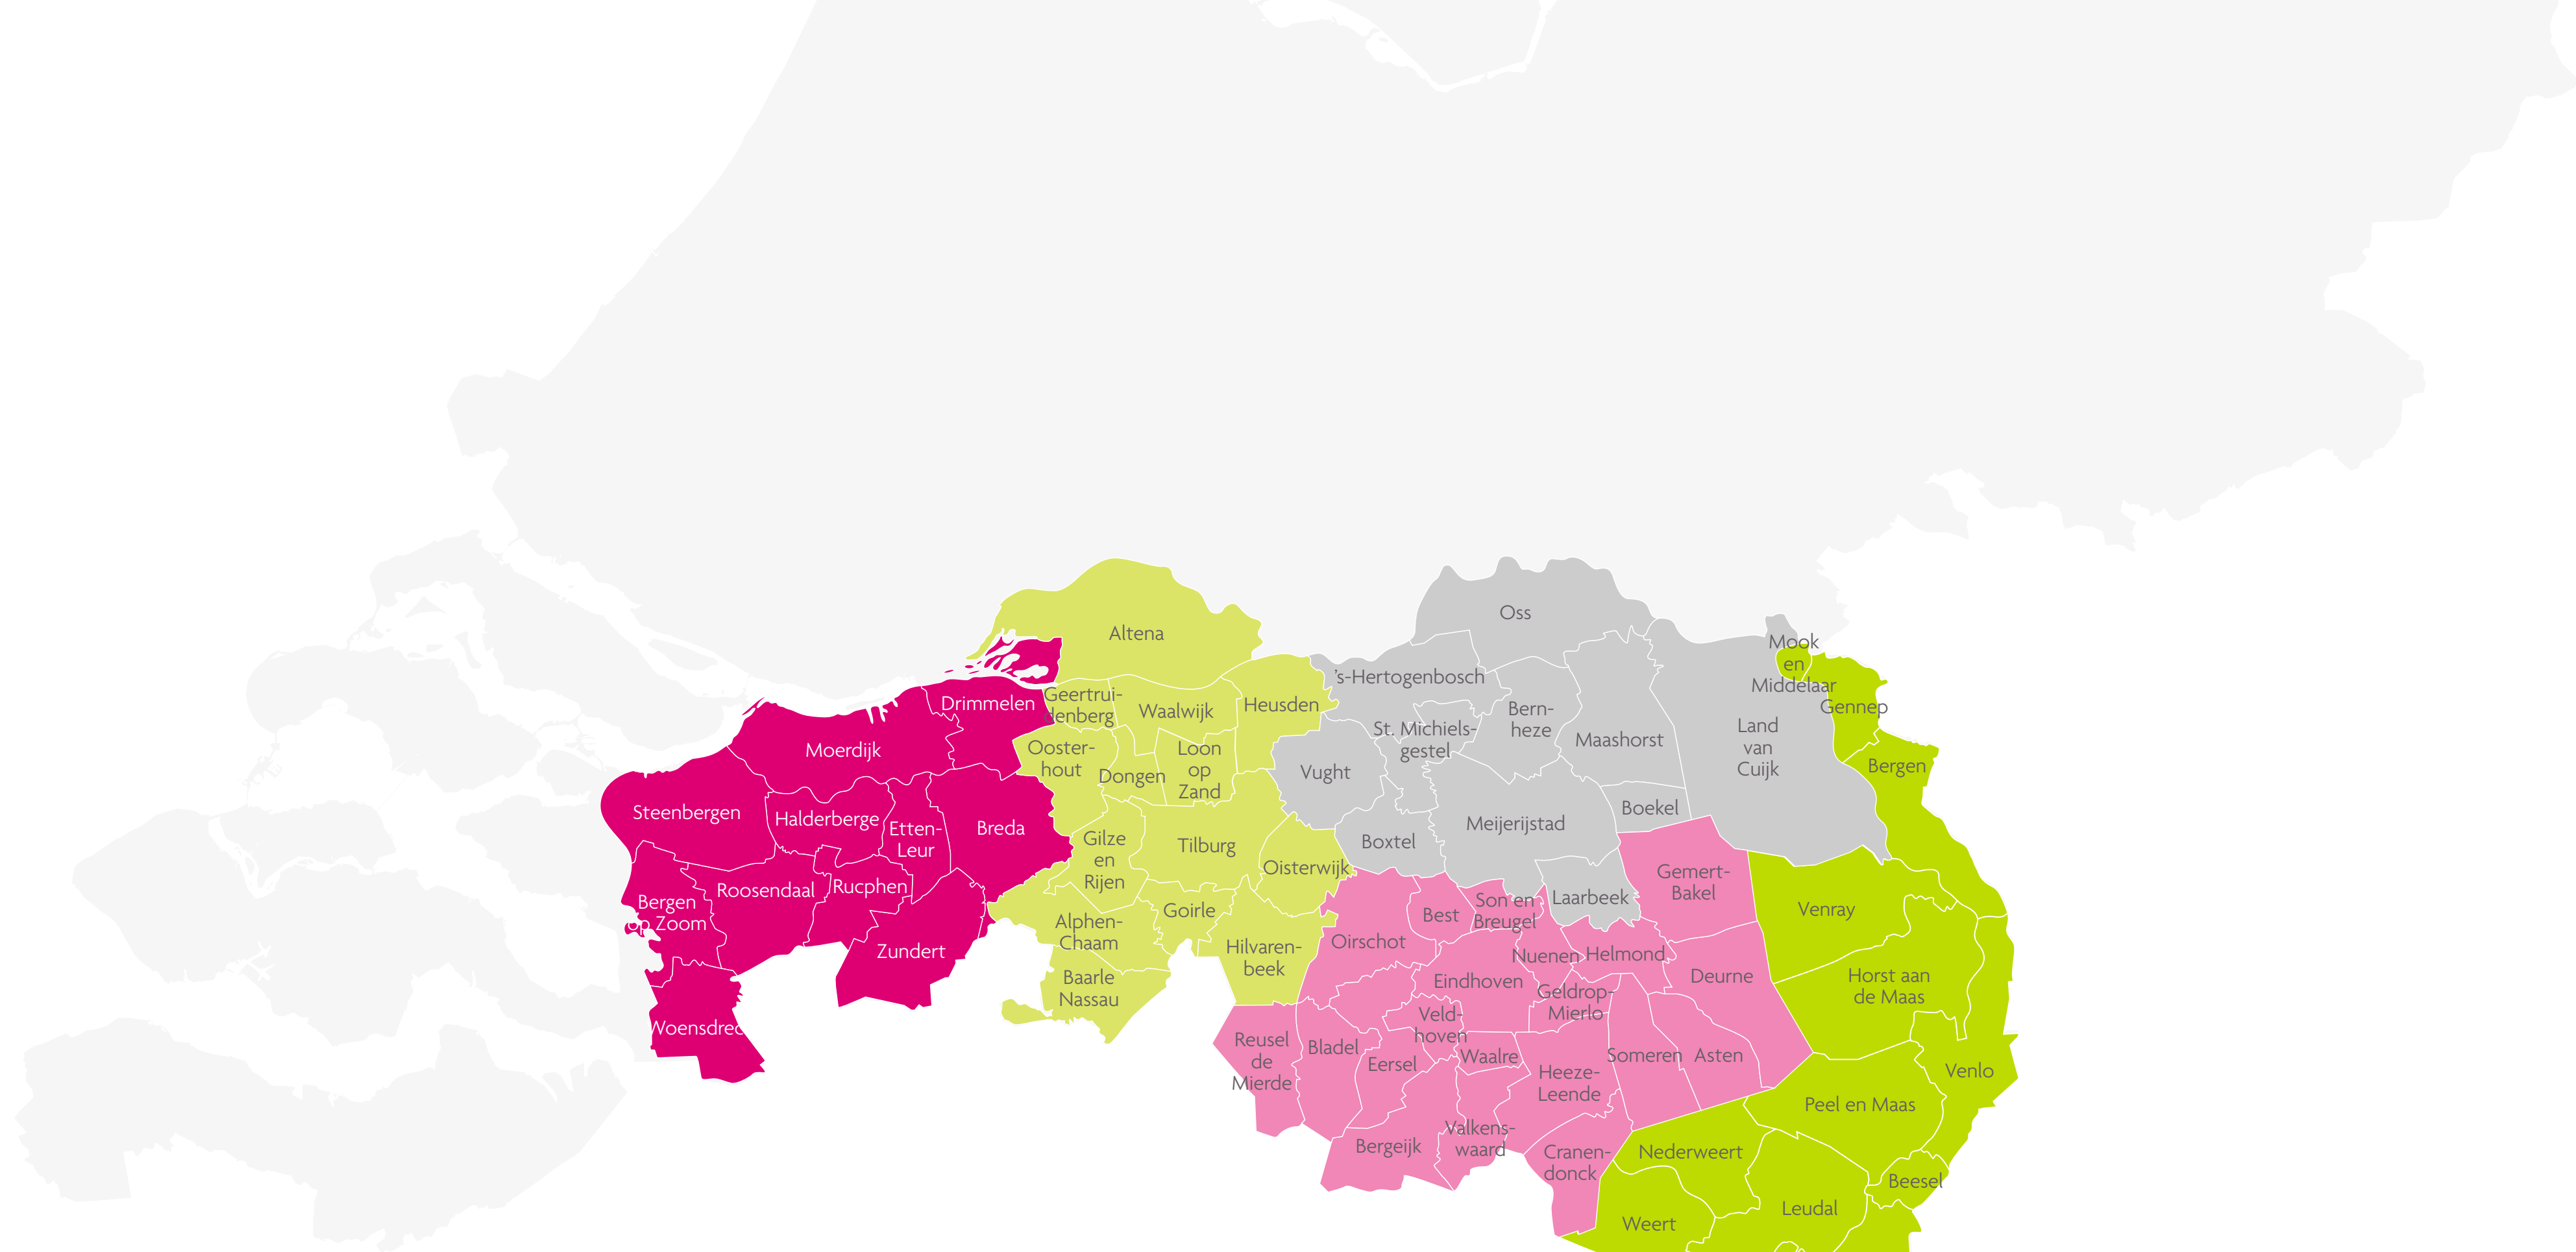 Oss
Altena
Mook
en
Middelaar
's-Hertogenbosch
Drimmelen
Geertrui-
denberg
Waalwijk
Heusden
Bern-
heze
Gennep
St. Michiels-
gestel
Maashorst
Land
van
Cuijk
Moerdijk
Ooster-
hout
Dongen
Loon
op
Zand
Vught
Bergen
Steenbergen
Halderberge
Etten-
Leur
Breda
Boekel
Meijerijstad
Gilze
en
Rijen
Tilburg
Boxtel
Oisterwijk
Gemert-
Bakel
Roosendaal
Rucphen
Laarbeek
Bergen
op Zoom
Goirle
Best
Son en
Breugel
Venray
Alphen-
Chaam
Zundert
Hilvaren-
beek
Oirschot
Nuenen
Helmond
Baarle
Nassau
Eindhoven
Deurne
Horst aan
de Maas
Geldrop-
Mierlo
Woensdrec
Veld-
hoven
Reusel
de
Mierde
Bladel
Eersel
Waalre
Someren
Asten
Venlo
Heeze-
Leende
Peel en Maas
Bergeijk
Valkens-
waard
Cranen-
donck
Nederweert
Beesel
Weert
Leudal